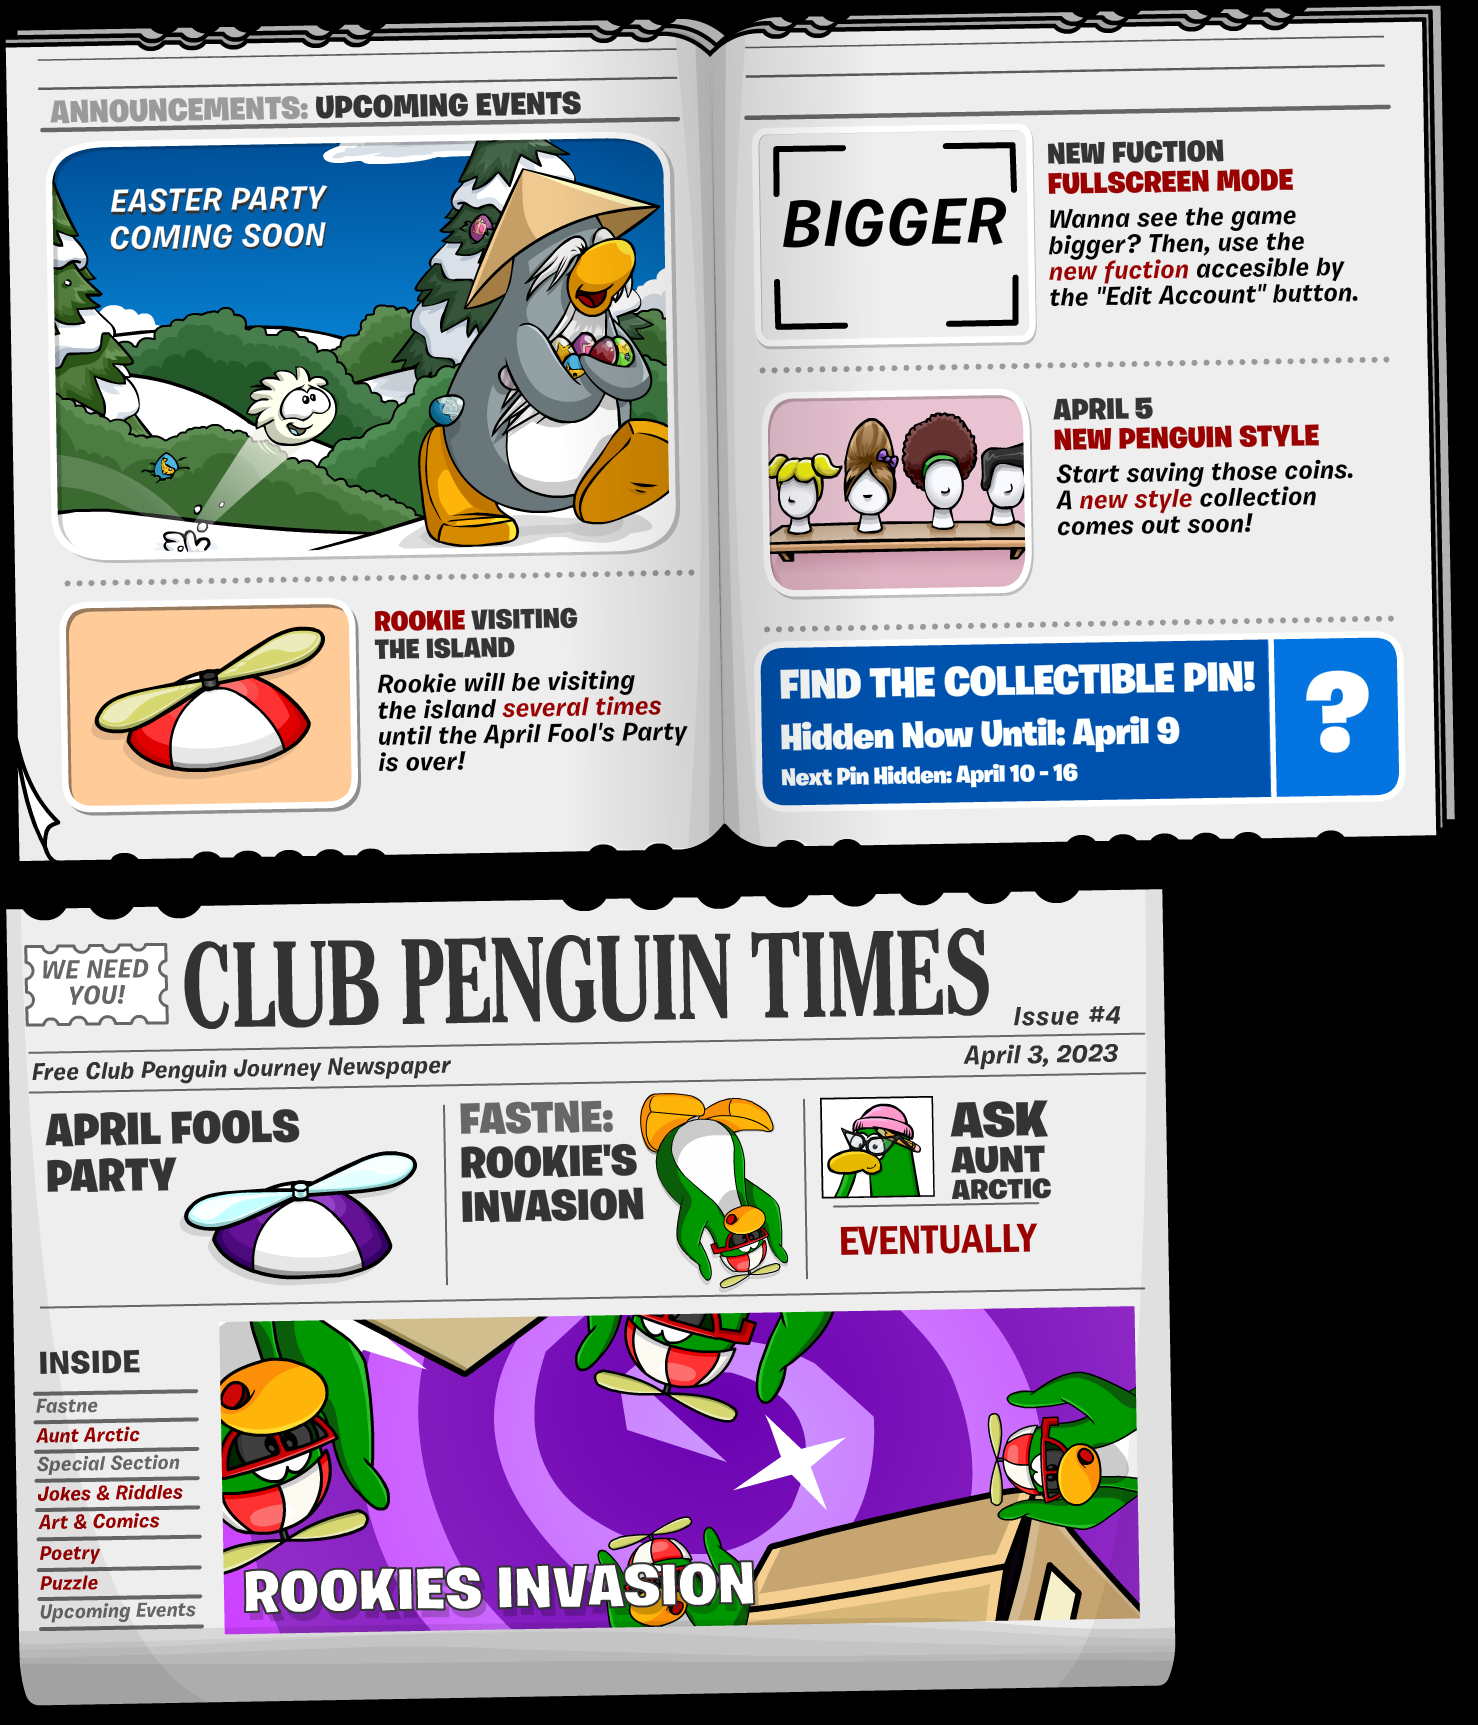 ANNOUNCEMENTS: UPCOMING EVENTS
EASTER PARTY
COMING SOON
ROOKIE VISITING
THE ISLAND
Rookie will be visiting
the island several times
until the April Fool's Party
is over!
BIGGER
NEW FUCTION
FULLSCREEN MODE
Wanna see the game
bigger? Then, use the
new fuction accesible by
the "Edit Account" button.
APRIL 5
NEW PENGUIN STYLE
Start saving those coins.
A new style collection
comes out soon!
FIND THE COLLECTIBLE PIN!
Hidden Now Until: April 9
Next Pin Hidden: April 10 - 16
?
WE NEED
YOU!
CLUB PENGUIN TIMES
Issue #4
Free Club Penguin Journey Newspaper
April 3, 2023
APRIL FOOLS
PARTY
FASTNE:
ROOKIE'S
INVASION
ASK
AUNT
ARCTIC
EVENTUALLY
INSIDE
Fastne
Aunt Arctic
Special Section
Jokes & Riddles
Art & Comics
Poetry
Puzzle
Upcoming Events
ROOKIES INVASION